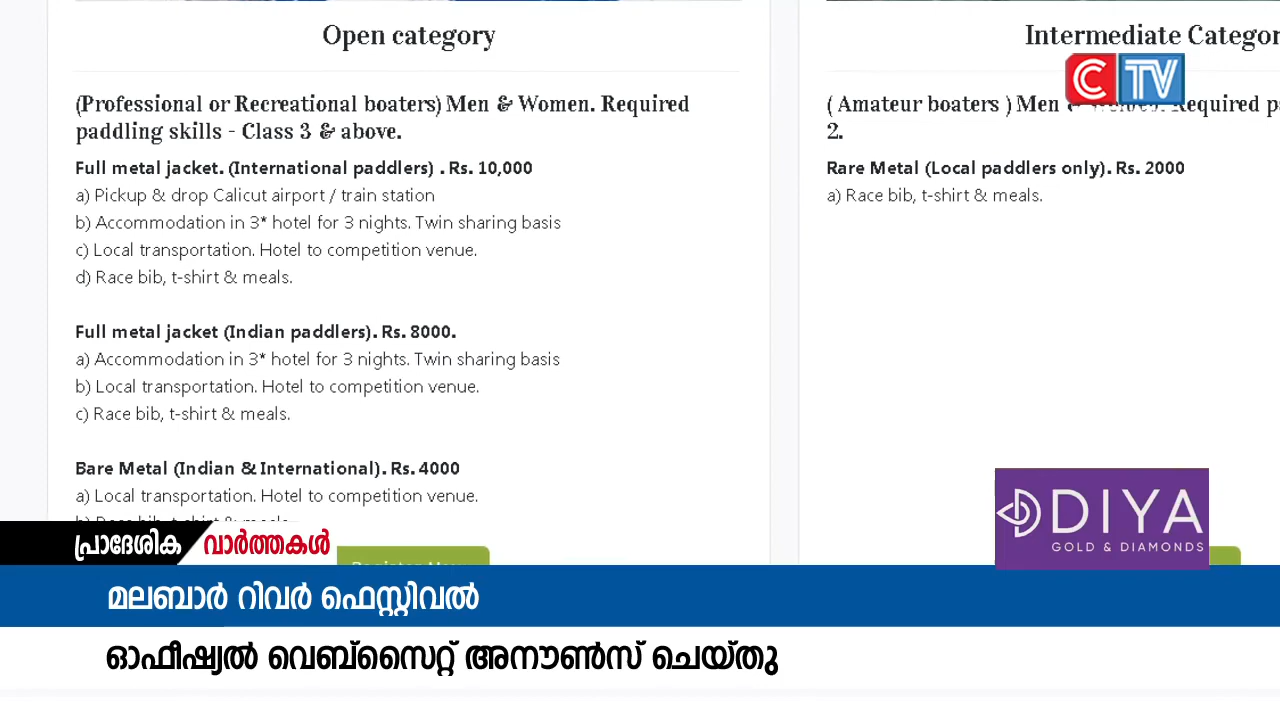 Open category
(Professional or Recreational boaters) Men & Women. Required
paddling skills - Class 3 & above.
Full metal jacket. (International paddlers) . Rs. 10,000
a) Pickup & drop Calicut airport / train station
b) Accommodation in 3* hotel for 3 nights. Twin sharing basis
c) Local transportation. Hotel to competition venue.
d) Race bib, t-shirt & meals.
Full metal jacket (Indian paddlers). Rs. 8000.
a) Accommodation in 3* hotel for 3 nights. Twin sharing basis
b) Local transportation. Hotel to competition venue.
c) Race bib, t-shirt & meals.
Bare Metal (Indian & International). Rs. 4000
a) Local transportation. Hotel to competition venue.
b) Race bib, t-shirt & meals.
Intermediate
( Amateur boaters ) Men & Required
2.
Rare Metal (Local paddlers only). Rs. 2000
a) Race bib, t-shirt & meals.
C TV
DIYA
GOLD & DIAMONDS
പ്രാദേശിക വാർത്തകൾ
മലബാർ റിവർ ഫെസ്റ്റിവൽ
ഓഫീഷ്യൽ വെബ്സൈറ്റ് അനൗൺസ് ചെയ്തു